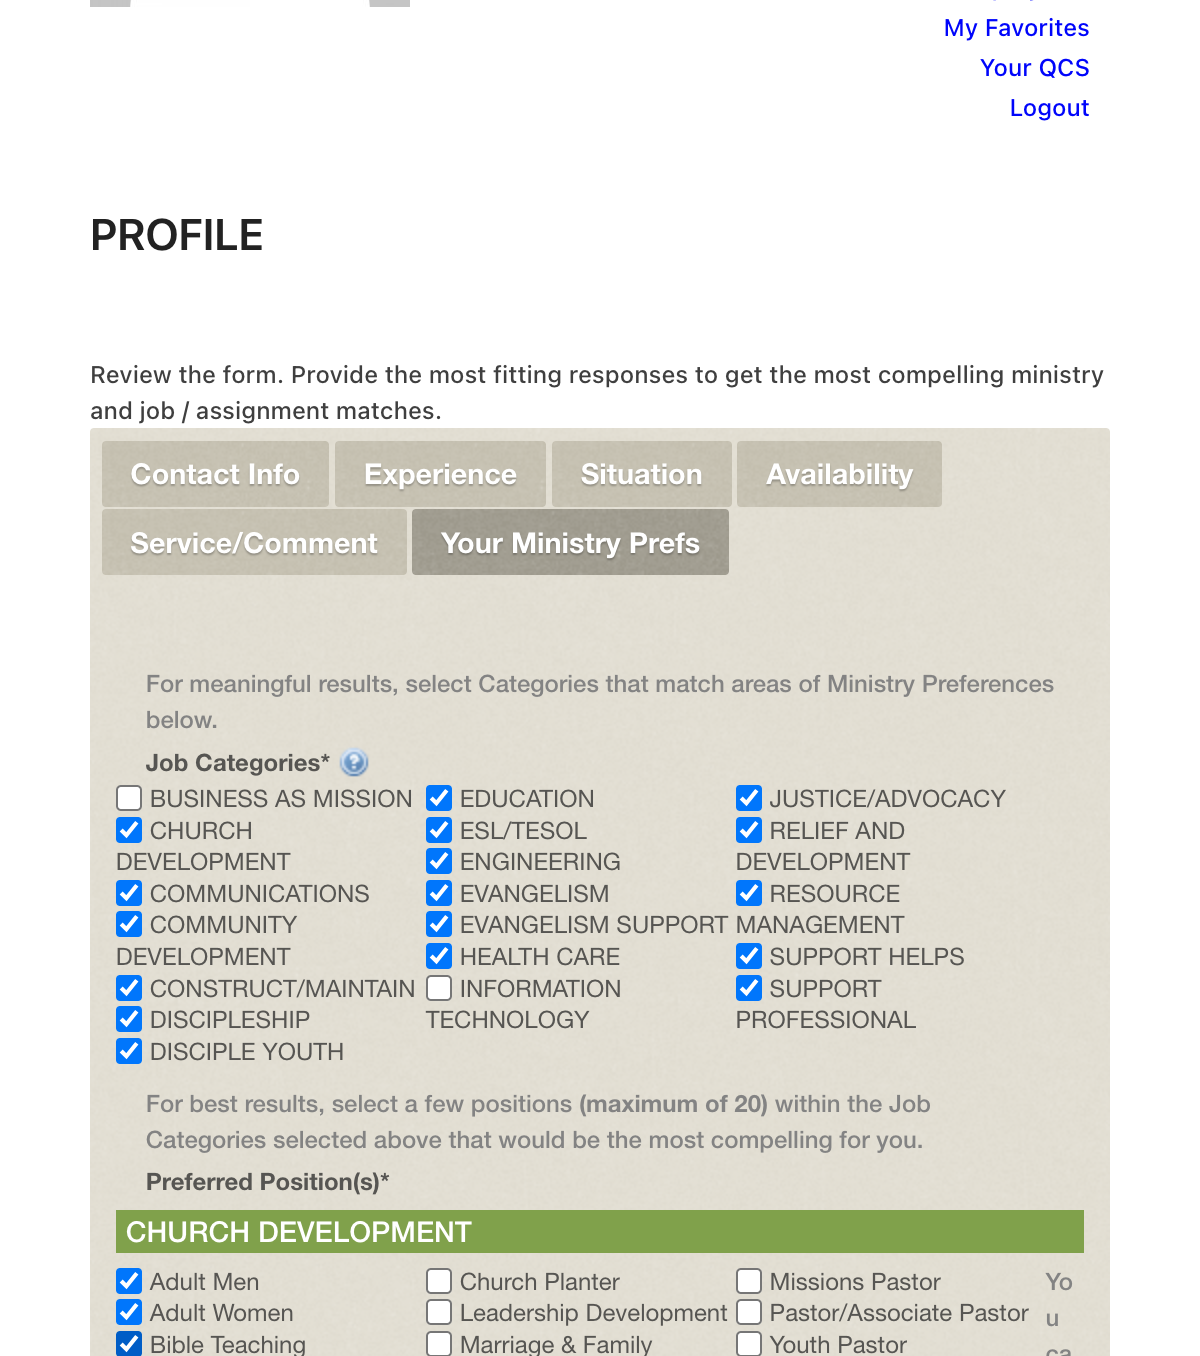 My Favorites
Your QCS
Logout
PROFILE
Review the form. Provide the most fitting responses to get the most compelling ministry
and job / assignment matches.
Contact Info Experience Situation Availability
Service/Comment Your Ministry Prefs
For meaningful results, select Categories that match areas of Ministry Preferences
below.
Job Categories*
BUSINESS AS MISSION
CHURCH
DEVELOPMENT
COMMUNICATIONS
COMMUNITY
DEVELOPMENT
CONSTRUCT/MAINTAIN
DISCIPLESHIP
DISCIPLE YOUTH
EDUCATION
ESL/TESOL
ENGINEERING
EVANGELISM
EVANGELISM SUPPORT
HEALTH CARE
INFORMATION
TECHNOLOGY
JUSTICE/ADVOCACY
RELIEF AND
DEVELOPMENT
RESOURCE
MANAGEMENT
SUPPORT HELPS
SUPPORT
PROFESSIONAL
For best results, select a few positions (maximum of 20) within the Job
Categories selected above that would be the most compelling for you.
Preferred Position(s)*
CHURCH DEVELOPMENT
Adult Men
Adult Women
Bible Teaching
Church Planter
Leadership Development
Marriage & Family
Missions Pastor
Pastor/Associate Pastor
Youth Pastor
Yo
u
ca